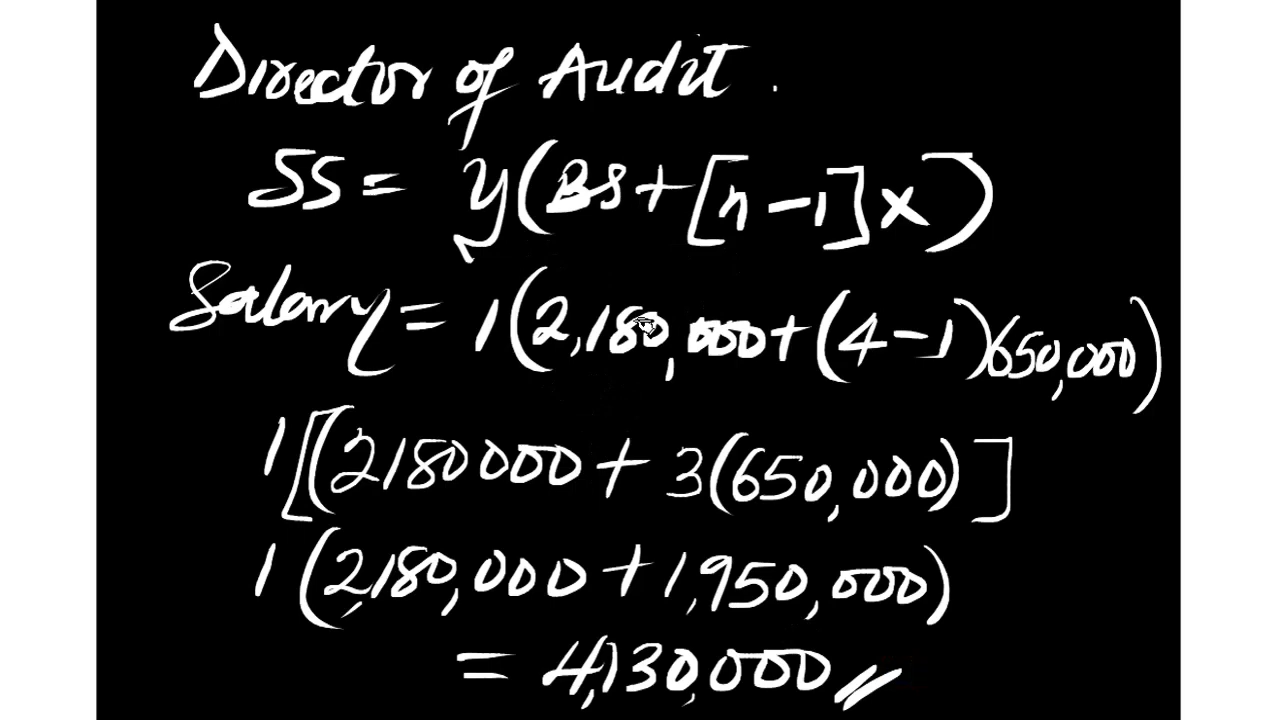 Director of Audit.
SS = y(BS + [n - 1] x)
Salary = 1(2,180,000 + (4 - 1)650,000)
1[(2180000 + 3(650,000)]
1(2,180,000 + 1,950,000)
= 4,130,000 //